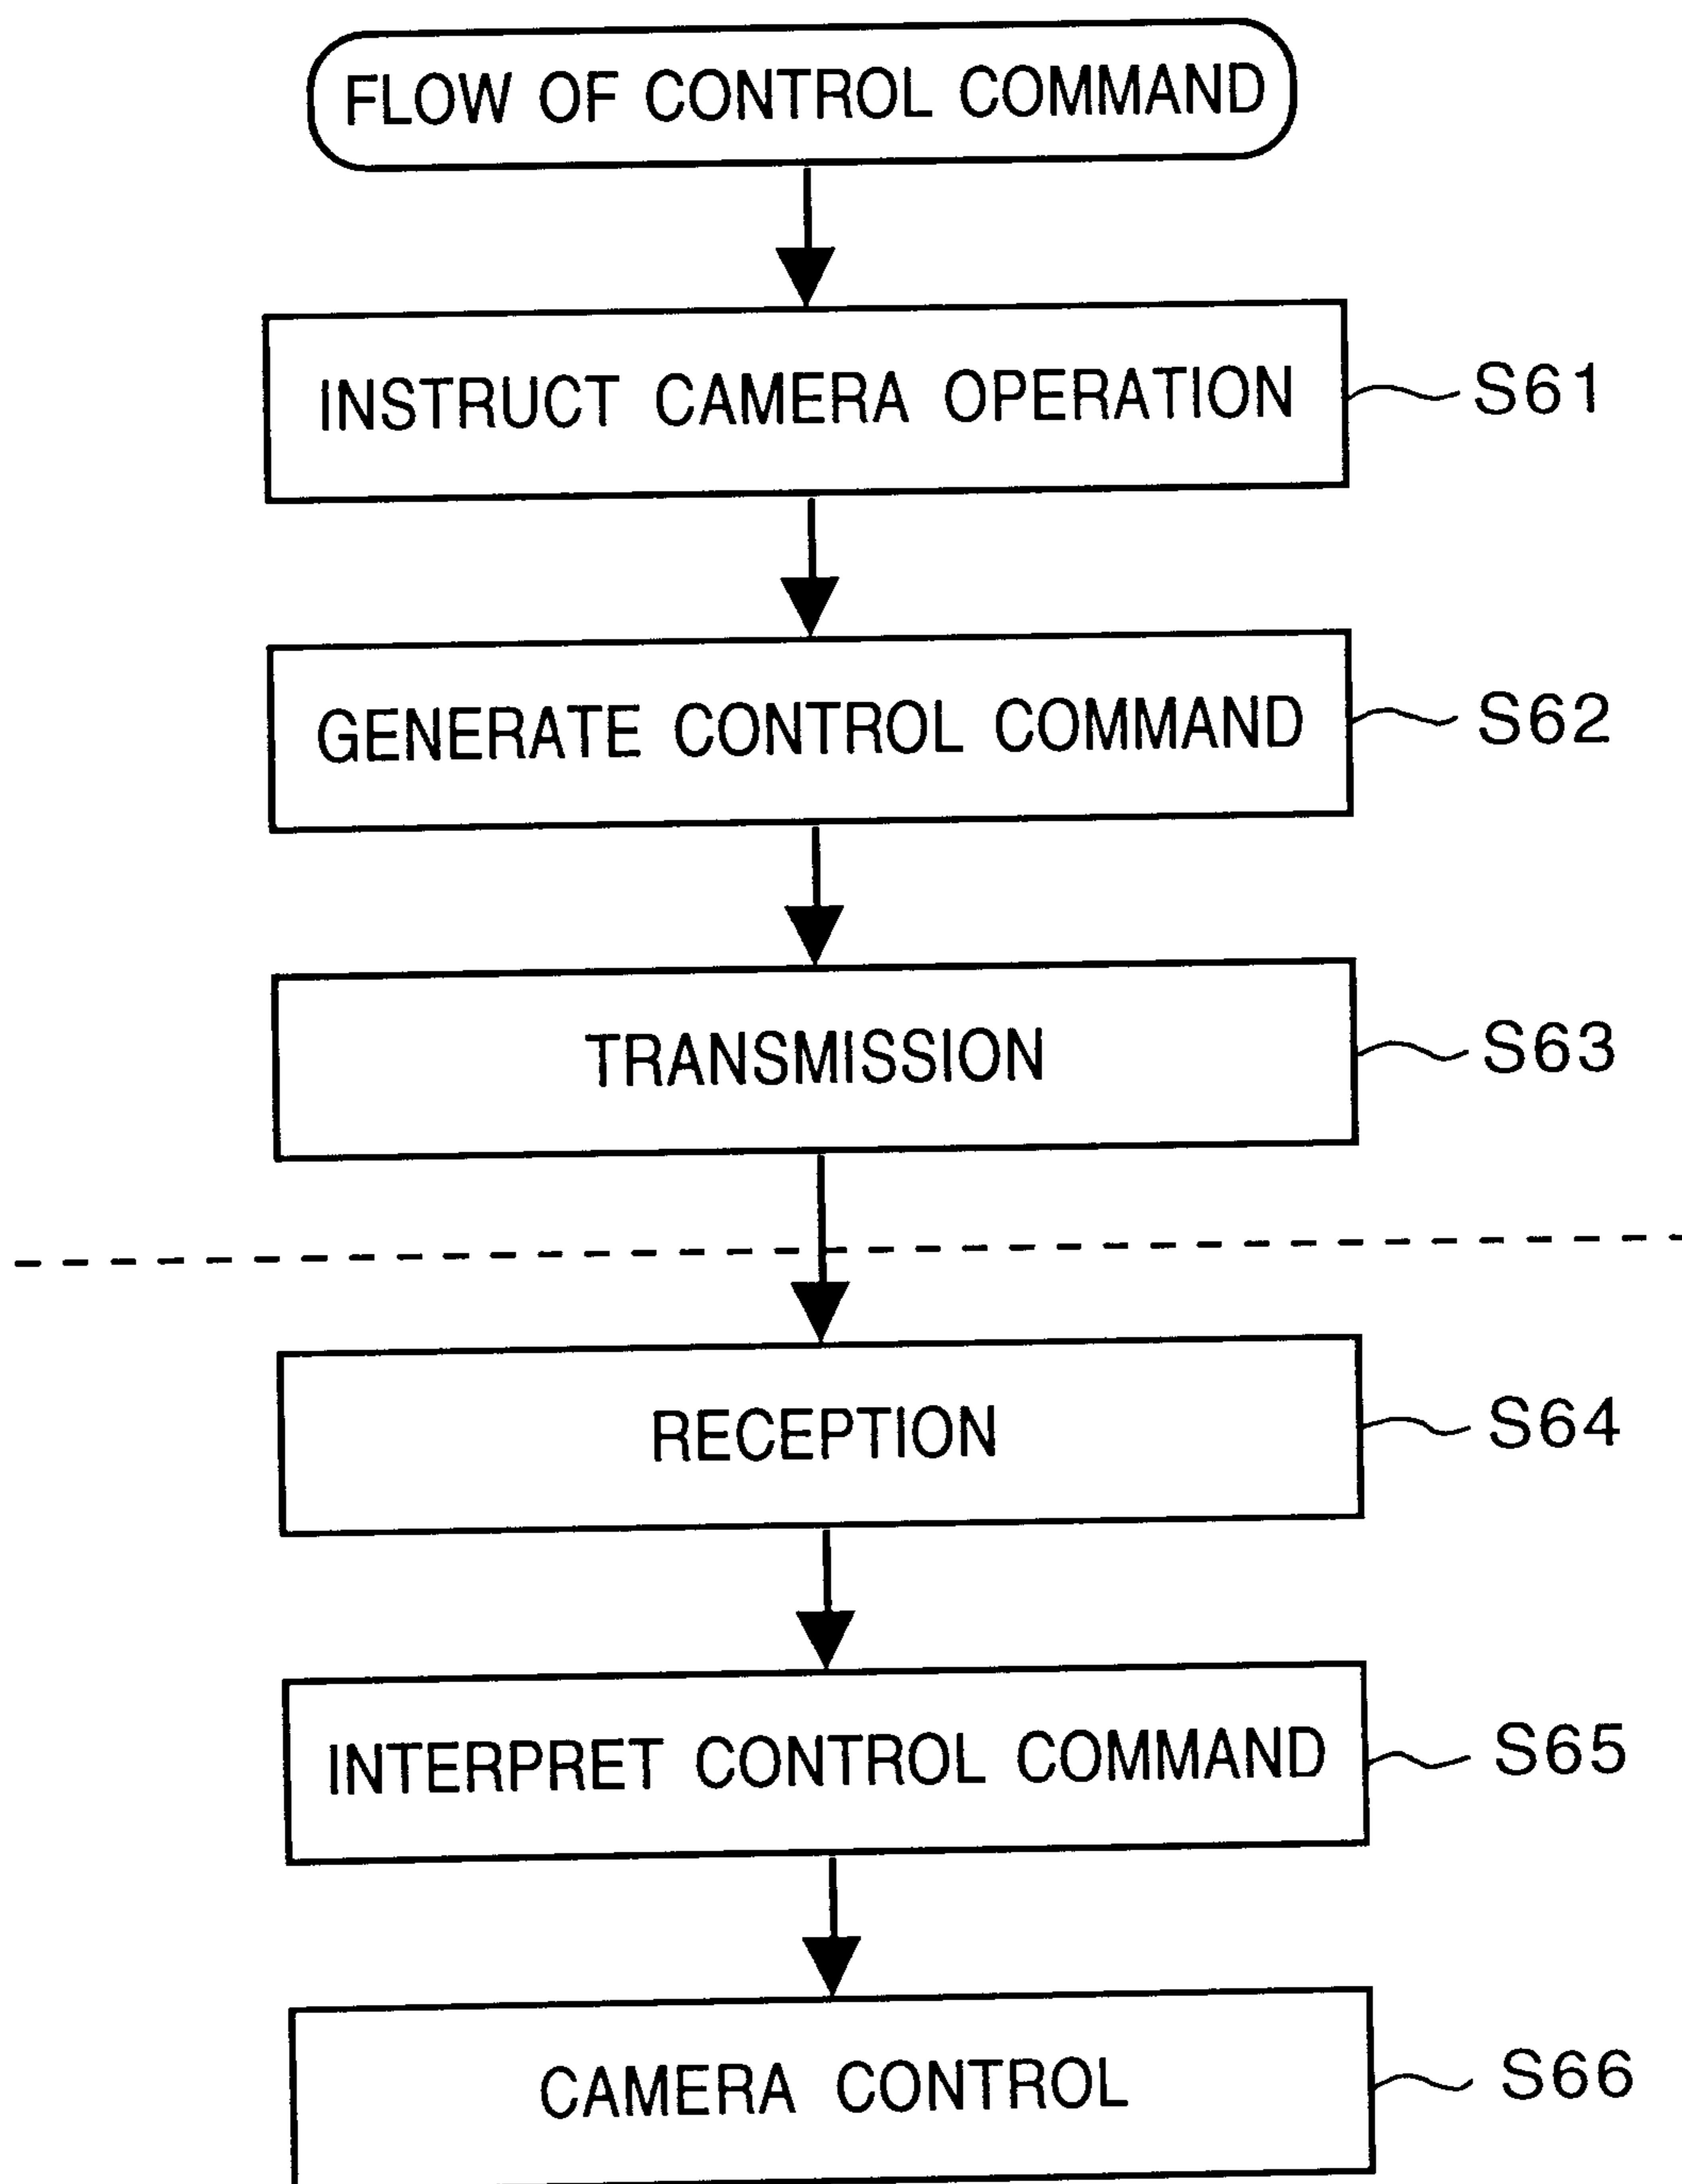 FLOW OF CONTROL COMMAND
INSTRUCT CAMERA OPERATION
S61
GENERATE CONTROL COMMAND
S62
TRANSMISSION
S63
RECEPTION
S64
INTERPRET CONTROL COMMAND
S65
CAMERA CONTROL
S66